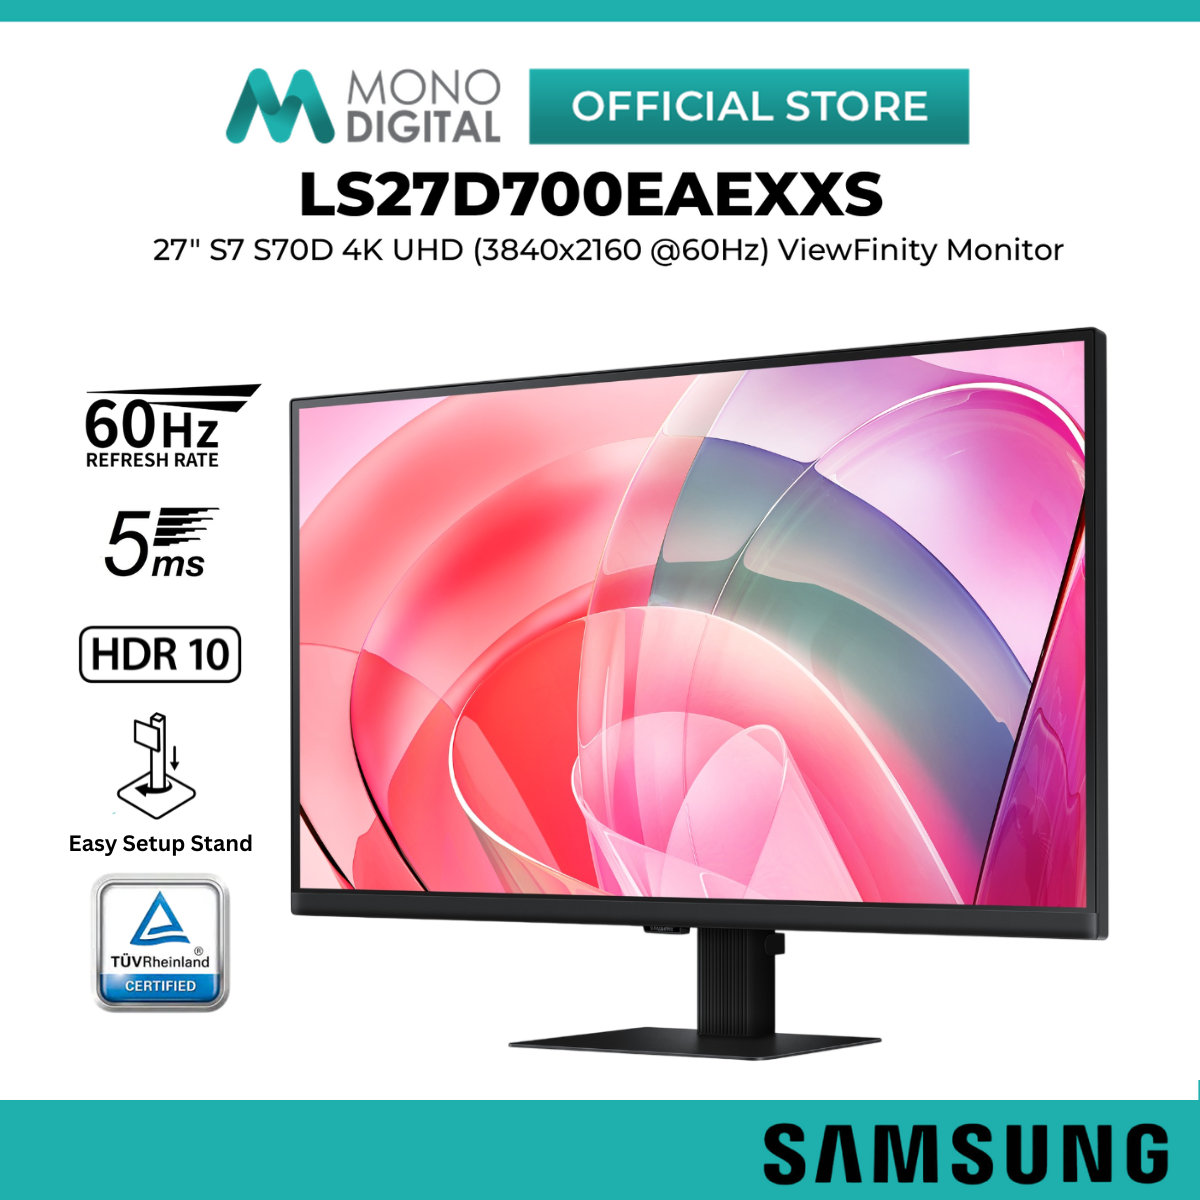 MONO
DIGITAL
OFFICIAL STORE
LS27D700EAEXXS
27" S7 S70D 4K UHD (3840x2160 @60Hz) ViewFinity Monitor
60Hz
REFRESH RATE
5ms
HDR 10
Easy Setup Stand
TÜVRheinland®
CERTIFIED
SAMSUNG